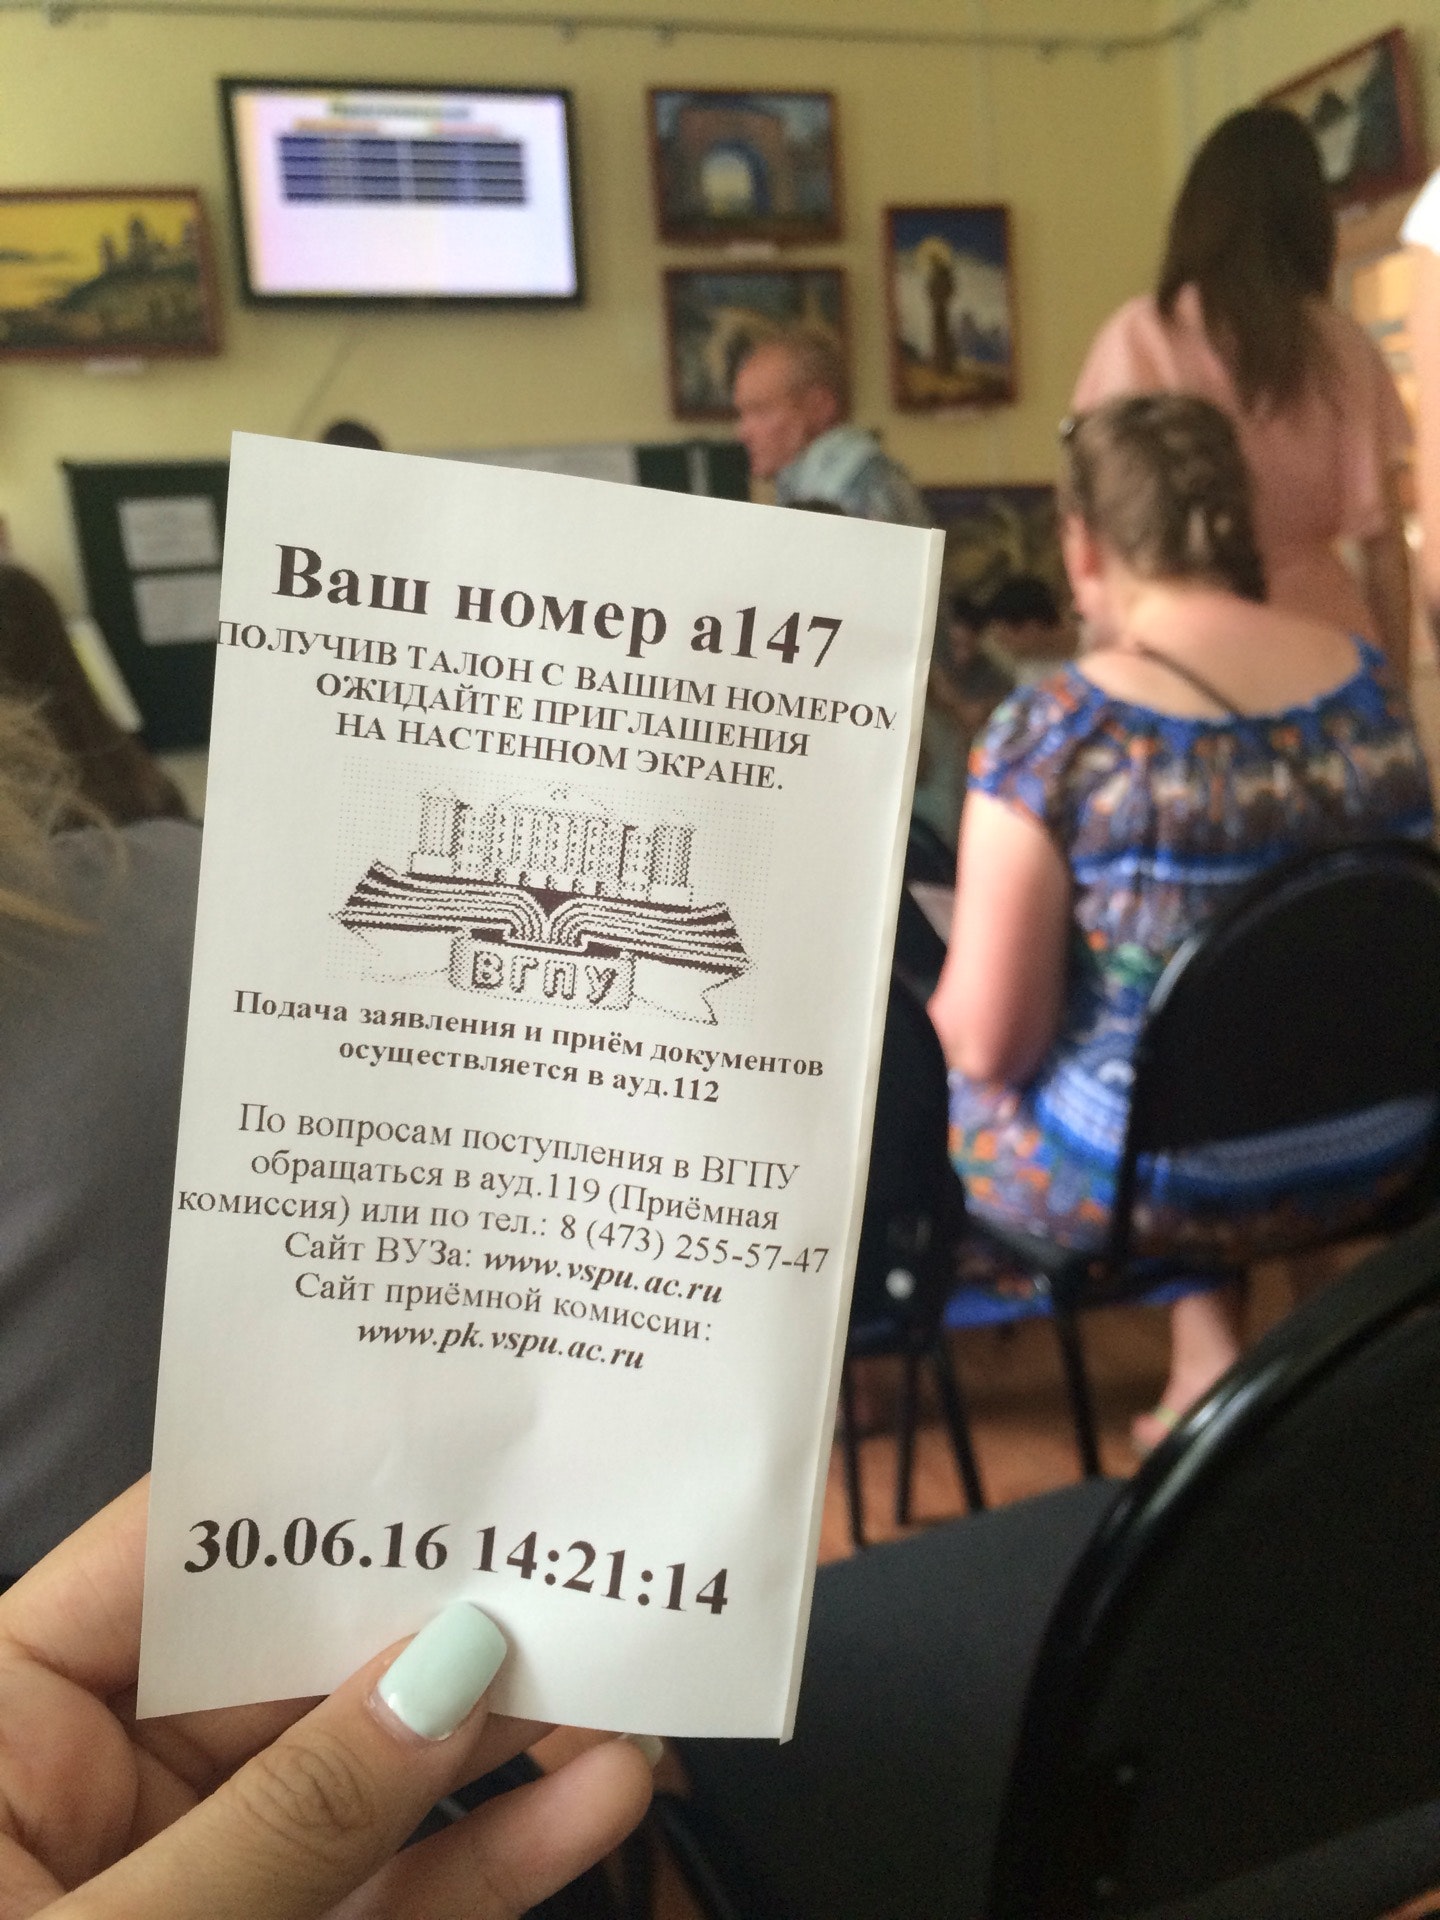 Ваш номер а147
ПОЛУЧИВ ТАЛОН С ВАШИМ НОМЕРОМ
ОЖИДАЙТЕ ПРИГЛАШЕНИЯ
НА НАСТЕННОМ ЭКРАНЕ.
ВГПУ
Подача заявления и приём документов
осуществляется в ауд.112
По вопросам поступления в ВГПУ
обращаться в ауд.119 (Приёмная
комиссия) или по тел.: 8 (473) 255-57-47
Сайт ВУЗа: www.vspu.ac.ru
Сайт приёмной комиссии:
www.pk.vspu.ac.ru
30.06.16 14:21:14